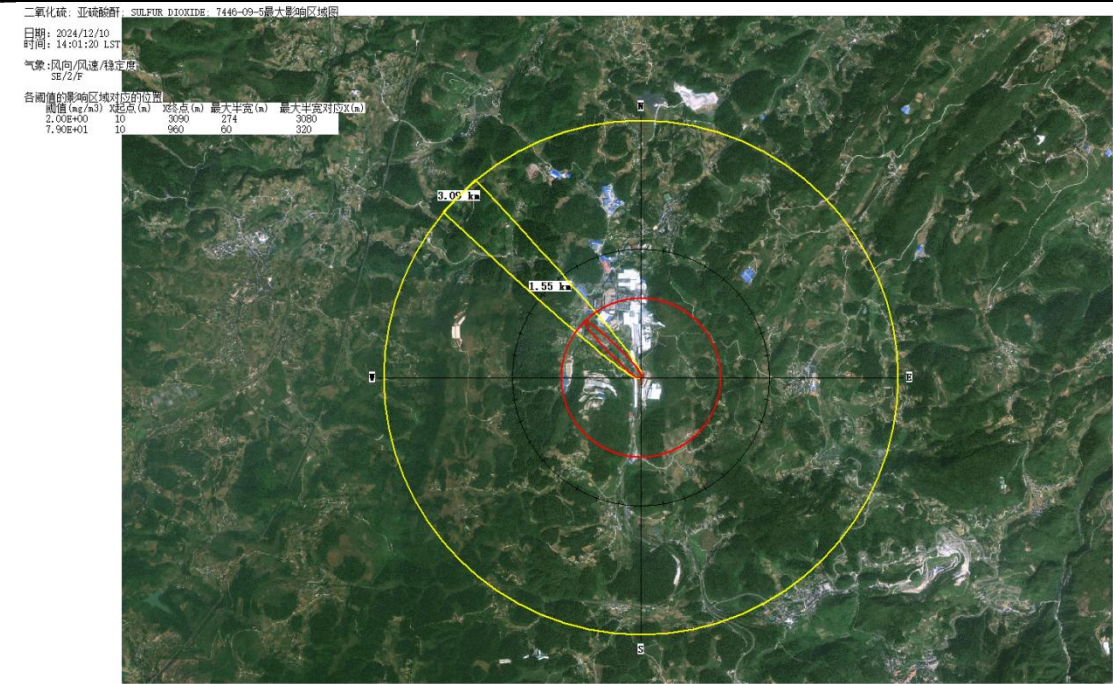 二氧化硫; 亚硫酸酐; SULFUR DIOXIDE; 7446-09-5最大影响区域图
日期: 2024/12/10
时间: 14:01:20 LST
气象:风向/风速/稳定度
SE/2/F
各阈值的影响区域对应的位置
阈值(mg/m3) X起点(m) X终点(m) 最大半宽(m) 最大半宽对应X(m)
2.00E+00 10 3090 274 3080
7.90E+01 10 960 60 320
N
3.09 km
1.55 km
W
E
S